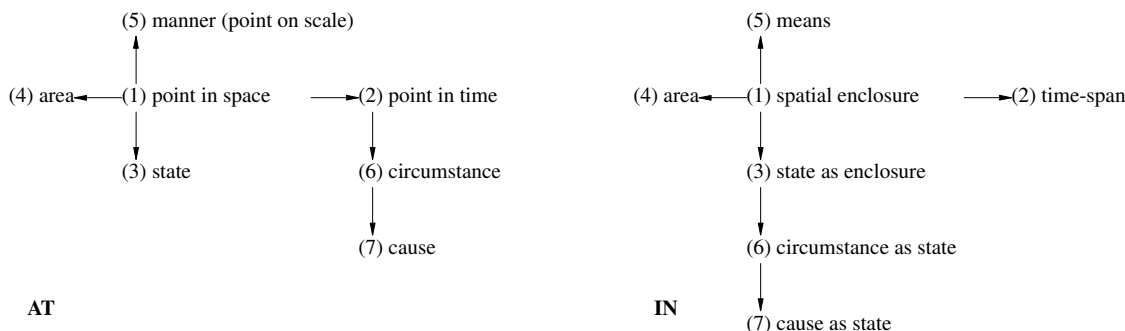 (5) manner (point on scale)
(4) area
(1) point in space
(2) point in time
(3) state
(6) circumstance
(7) cause
AT
(5) means
(4) area
(1) spatial enclosure
(2) time-span
(3) state as enclosure
(6) circumstance as state
(7) cause as state
IN